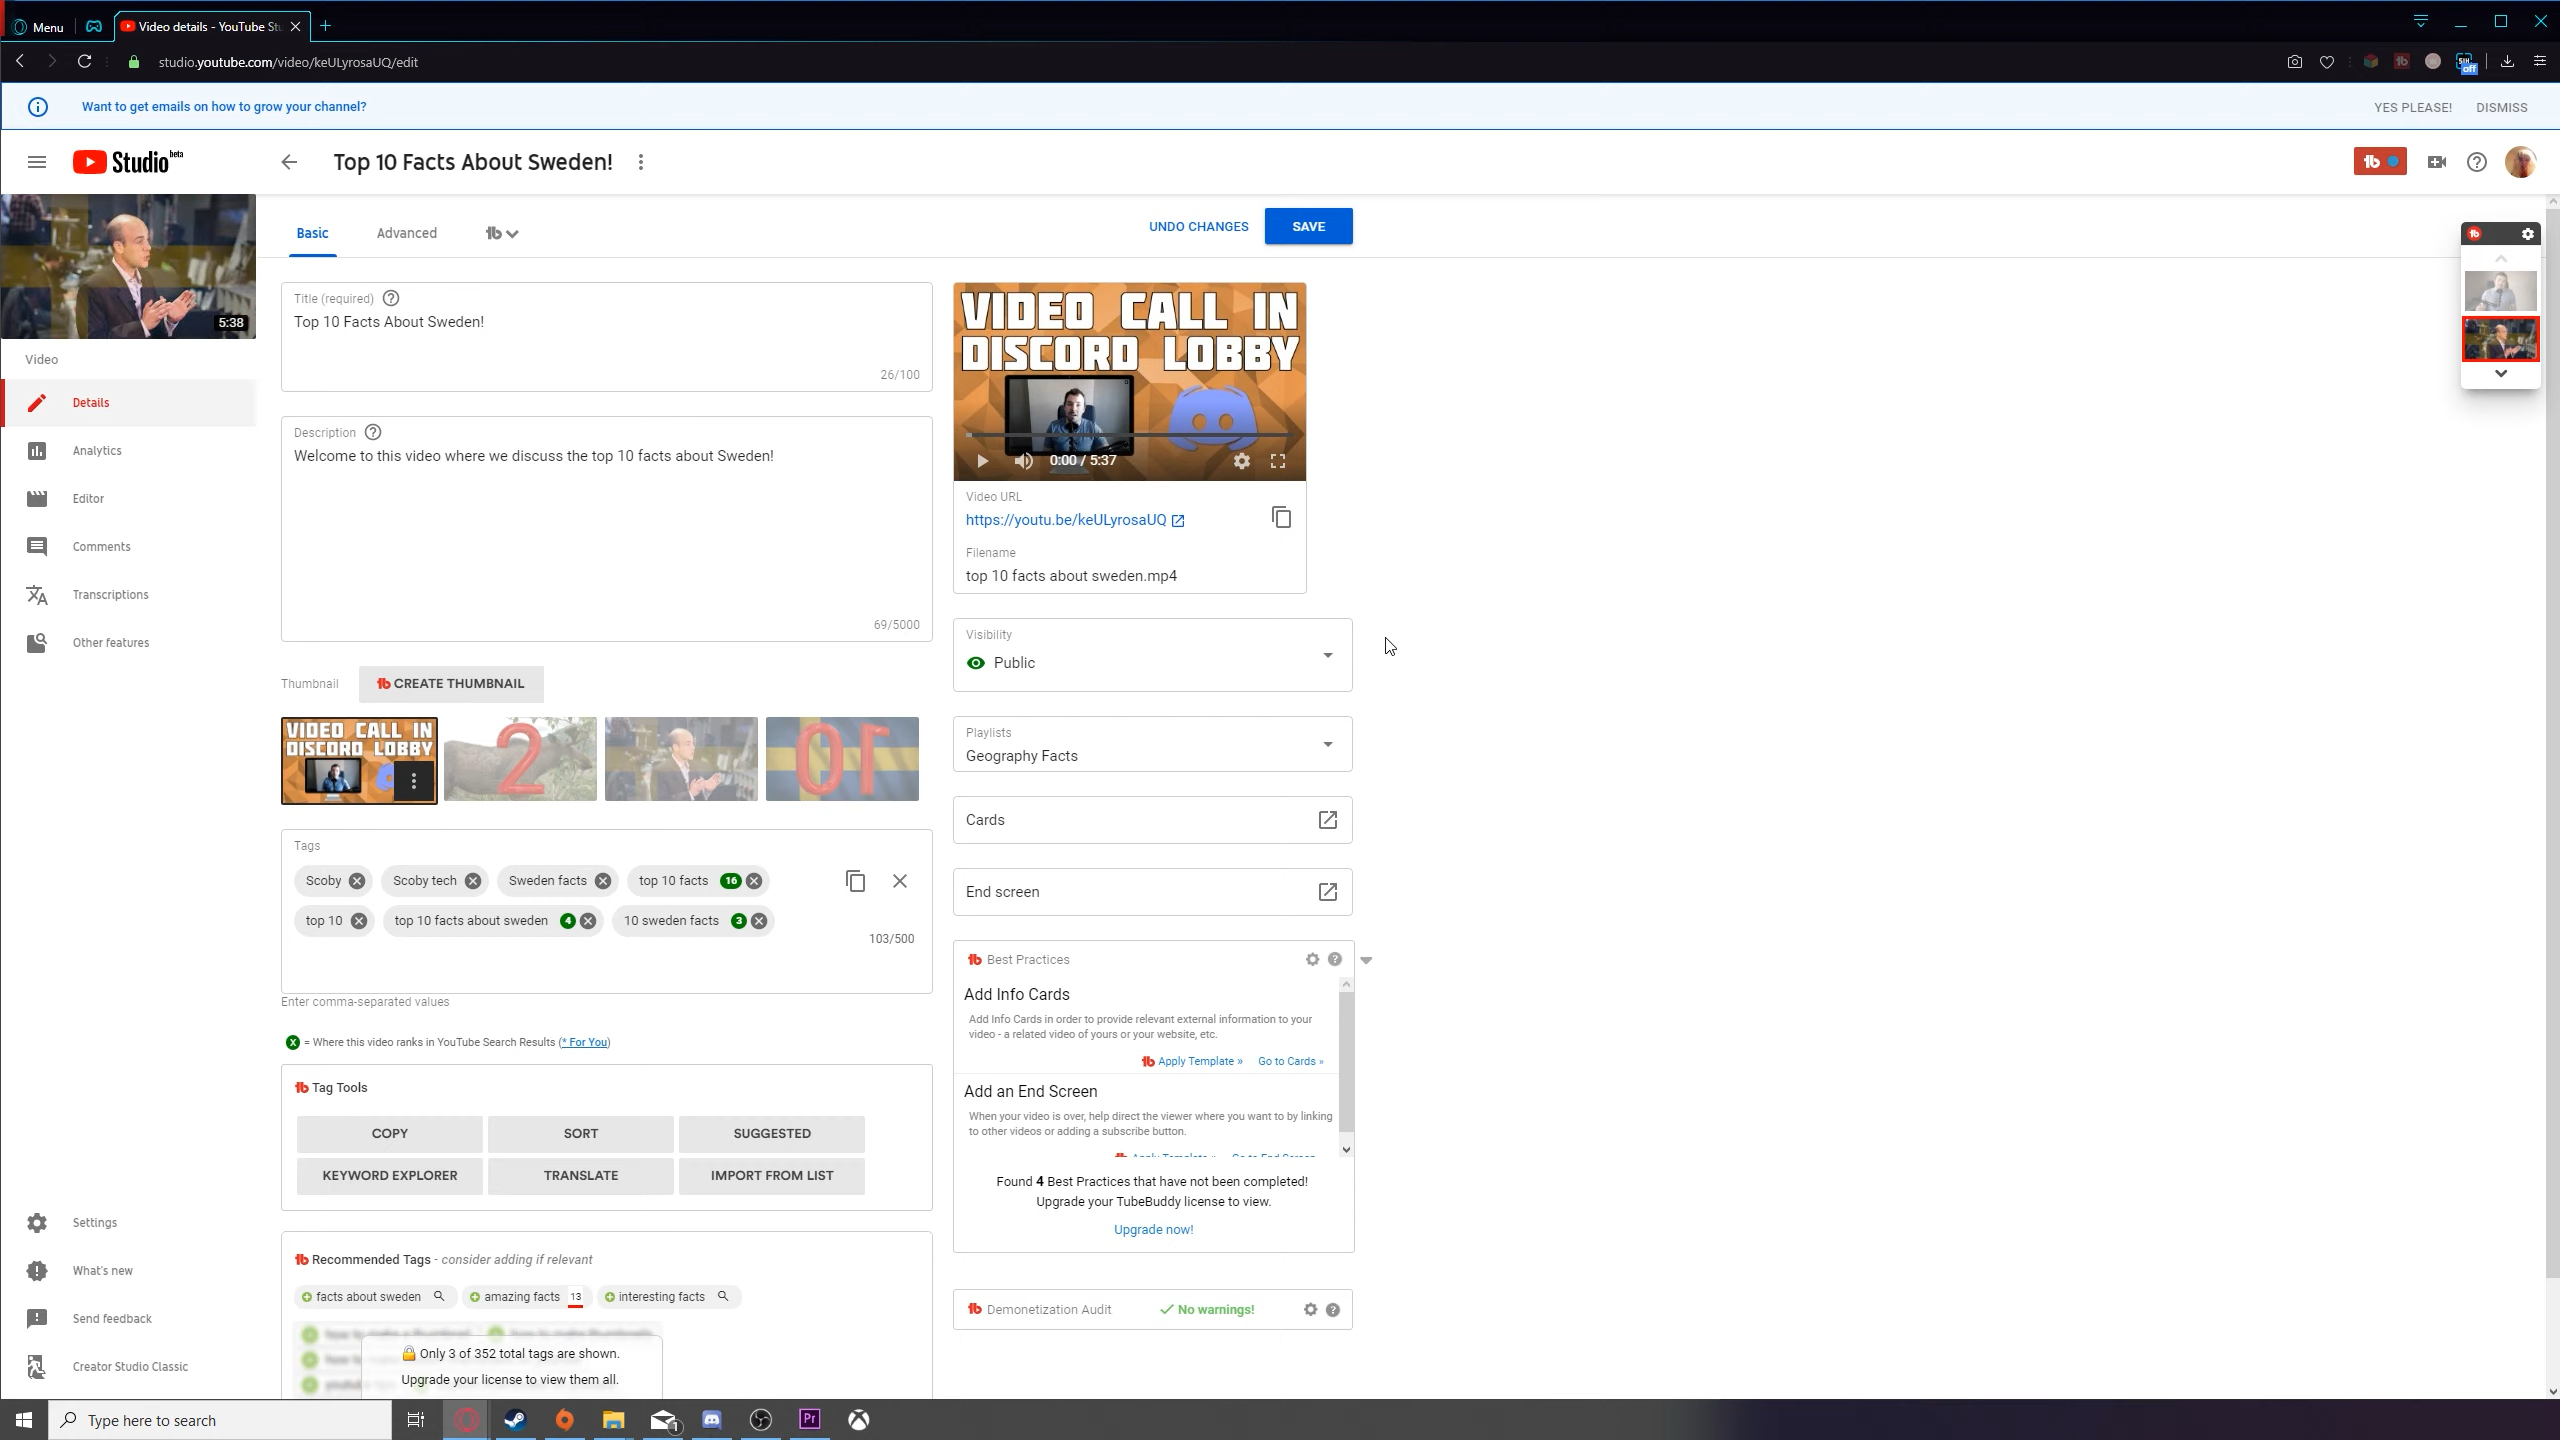 Menu
Video details - YouTube Stu
studio.youtube.com/video/keULyrosaUQ/edit
off
Want to get emails on how to grow your channel?
YES PLEASE!
DISMISS
Studio beta
Top 10 Facts About Sweden!
5:38
Video
Details
Analytics
Editor
Comments
Transcriptions
Other features
Settings
What's new
Send feedback
Creator Studio Classic
Basic
Advanced
UNDO CHANGES
SAVE
Title (required)
Top 10 Facts About Sweden!
26/100
Description
Welcome to this video where we discuss the top 10 facts about Sweden!
69/5000
Thumbnail
CREATE THUMBNAIL
VIDEO CALL IN
DISCORD LOBBY
2
10
Tags
Scoby
Scoby tech
Sweden facts
top 10 facts 16
top 10
top 10 facts about sweden 4
10 sweden facts 3
103/500
Enter comma-separated values
X = Where this video ranks in YouTube Search Results (* For You)
Tag Tools
COPY
SORT
SUGGESTED
KEYWORD EXPLORER
TRANSLATE
IMPORT FROM LIST
Recommended Tags - consider adding if relevant
facts about sweden
amazing facts 13
interesting facts
Only 3 of 352 total tags are shown.
Upgrade your license to view them all.
VIDEO CALL IN
DISCORD LOBBY
0:00 / 5:37
Video URL
https://youtu.be/keULyrosaUQ
Filename
top 10 facts about sweden.mp4
Visibility
Public
Playlists
Geography Facts
Cards
End screen
Best Practices
Add Info Cards
Add Info Cards in order to provide relevant external information to your
video - a related video of yours or your website, etc.
Apply Template »
Go to Cards »
Add an End Screen
When your video is over, help direct the viewer where you want to by linking
to other videos or adding a subscribe button.
Apply Template »
Go to End Screen
Found 4 Best Practices that have not been completed!
Upgrade your TubeBuddy license to view.
Upgrade now!
Demonetization Audit
No warnings!
Type here to search
1
Pr